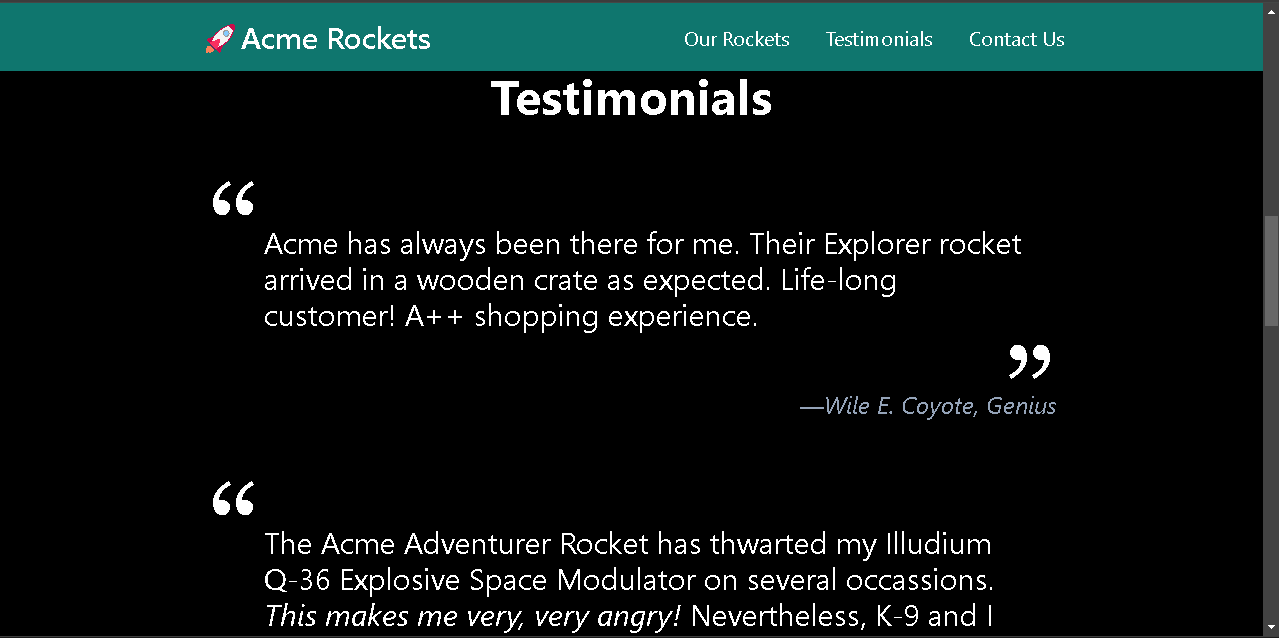 Acme Rockets
Our Rockets Testimonials Contact Us
Testimonials
“
Acme has always been there for me. Their Explorer rocket
arrived in a wooden crate as expected. Life-long
customer! A++ shopping experience.
”
—Wile E. Coyote, Genius
“
The Acme Adventurer Rocket has thwarted my Illudium
Q-36 Explosive Space Modulator on several occassions.
This makes me very, very angry! Nevertheless, K-9 and I